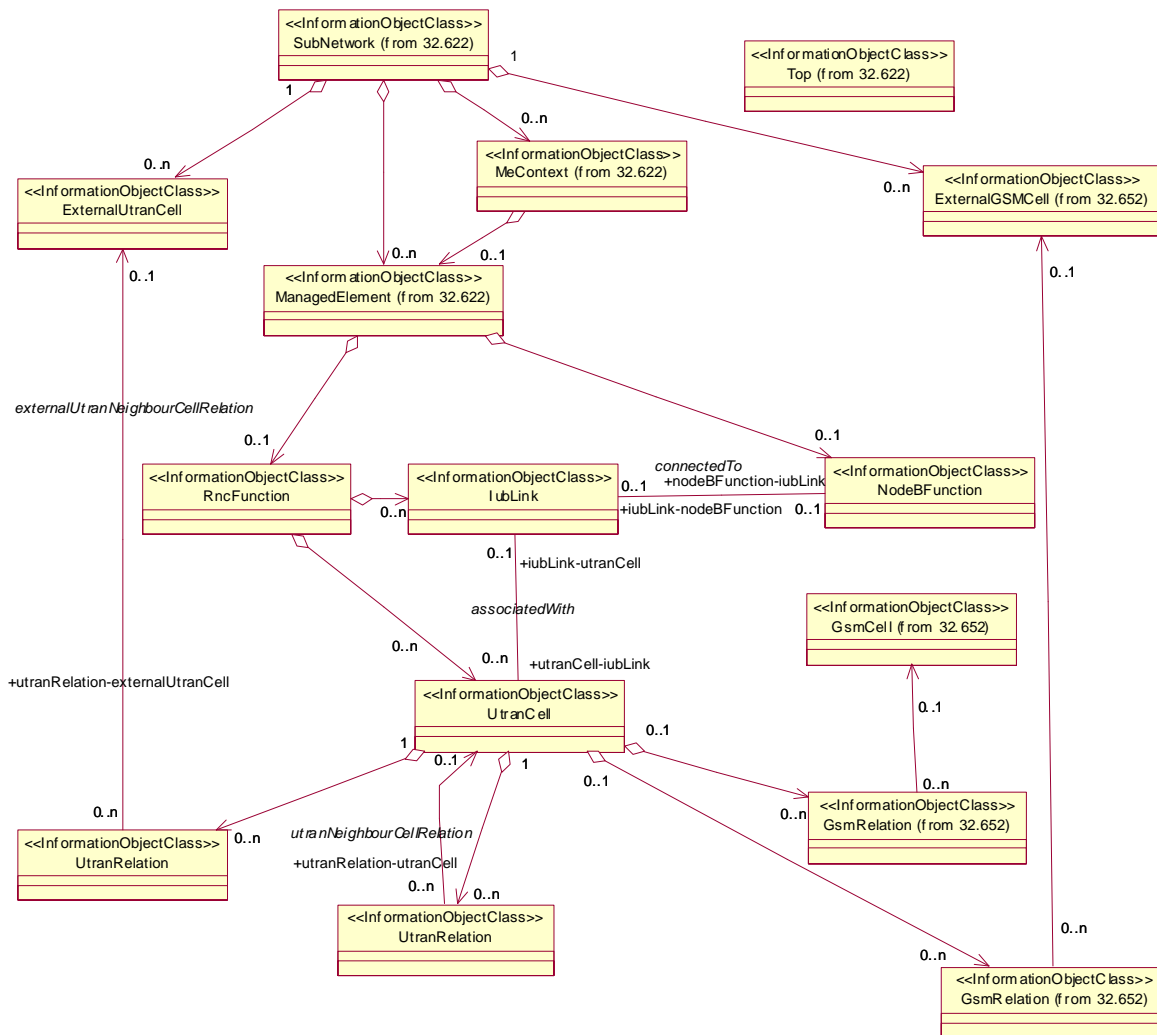 <<InformationObjectClass>>
SubNetwork (from 32.622)
1
1
<<InformationObjectClass>>
Top (from 32.622)
0..n
0..n
0..n
<<InformationObjectClass>>
MeContext (from 32.622)
<<InformationObjectClass>>
ExternalUtranCell
<<InformationObjectClass>>
ExternalGSMCell (from 32.652)
0..n
0..1
0..1
0..1
<<InformationObjectClass>>
ManagedElement (from 32.622)
externalUtranNeighbourCellRelation
0..1
0..1
<<InformationObjectClass>>
RncFunction
<<InformationObjectClass>>
IubLink
connectedTo
+nodeBFunction-iubLink
0..1
+iubLink-nodeBFunction
0..1
<<InformationObjectClass>>
NodeBFunction
0..n
0..1
+iubLink-utranCell
associatedWith
<<InformationObjectClass>>
GsmCell (from 32.652)
0..n
0..n
+utranCell-iubLink
+utranRelation-externalUtranCell
<<InformationObjectClass>>
UtranCell
0..1
0..1
1
0..1
1
0..1
0..n
0..n
<<InformationObjectClass>>
GsmRelation (from 32.652)
0..n
0..n
<<InformationObjectClass>>
UtranRelation
utranNeighbourCellRelation
+utranRelation-utranCell
0..n
0..n
<<InformationObjectClass>>
UtranRelation
0..n
0..n
<<InformationObjectClass>>
GsmRelation (from 32.652)